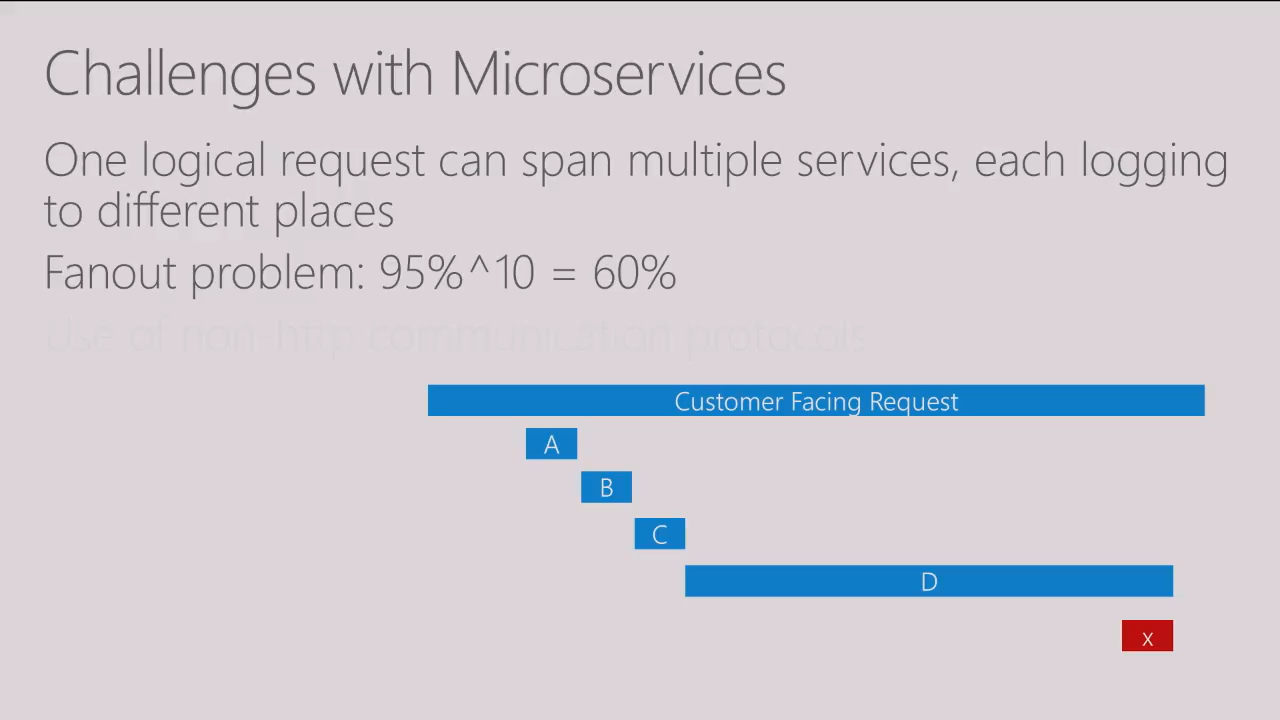 Challenges with Microservices
One logical request can span multiple services, each logging
to different places
Fanout problem: 95%^10 = 60%
Use of non-http communication protocols
Customer Facing Request
A
B
C
D
x